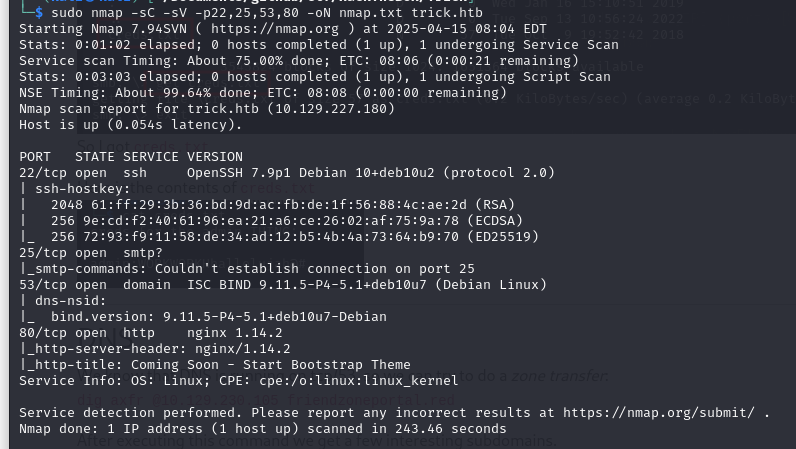 $ sudo nmap -sC -sV -p22,25,53,80 -oN nmap.txt trick.htb
Starting Nmap 7.94SVN ( https://nmap.org ) at 2025-04-15 08:04 EDT
Stats: 0:01:02 elapsed; 0 hosts completed (1 up), 1 undergoing Service Scan
Service scan Timing: About 75.00% done; ETC: 08:06 (0:00:21 remaining)
Stats: 0:03:03 elapsed; 0 hosts completed (1 up), 1 undergoing Script Scan
NSE Timing: About 99.64% done; ETC: 08:08 (0:00:00 remaining)
Nmap scan report for trick.htb (10.129.227.180)
Host is up (0.054s latency).
PORT   STATE SERVICE VERSION
22/tcp open  ssh     OpenSSH 7.9p1 Debian 10+deb10u2 (protocol 2.0)
| ssh-hostkey:
|   2048 61:ff:29:3b:36:bd:9d:ac:fb:de:1f:56:88:4c:ae:2d (RSA)
|   256 9e:cd:f2:40:61:96:ea:21:a6:ce:26:02:af:75:9a:78 (ECDSA)
|_  256 72:93:f9:11:58:de:34:ad:12:b5:4b:4a:73:64:b9:70 (ED25519)
25/tcp open  smtp?
|_smtp-commands: Couldn't establish connection on port 25
53/tcp open  domain  ISC BIND 9.11.5-P4-5.1+deb10u7 (Debian Linux)
| dns-nsid:
|_  bind.version: 9.11.5-P4-5.1+deb10u7-Debian
80/tcp open  http    nginx 1.14.2
|_http-server-header: nginx/1.14.2
|_http-title: Coming Soon - Start Bootstrap Theme
Service Info: OS: Linux; CPE: cpe:/o:linux:linux_kernel
Service detection performed. Please report any incorrect results at https://nmap.org/submit/ .
Nmap done: 1 IP address (1 host up) scanned in 243.46 seconds
After executing this command we get a few interesting subdomains.